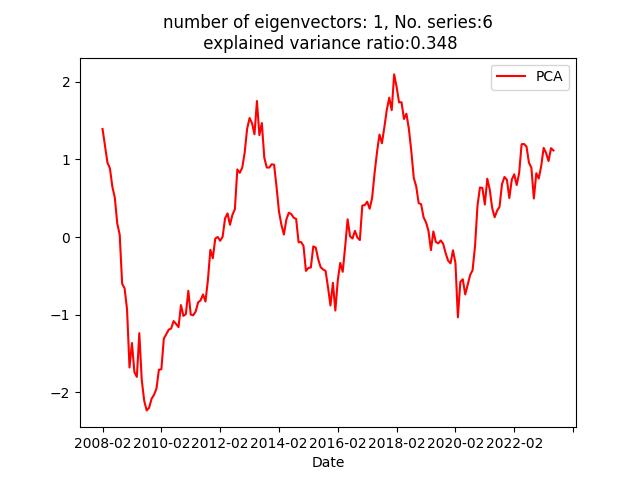 number of eigenvectors: 1, No. series:6
explained variance ratio:0.348
PCA
2
1
0
−1
−2
2008-02 2010-02 2012-02 2014-02 2016-02 2018-02 2020-02 2022-02
Date